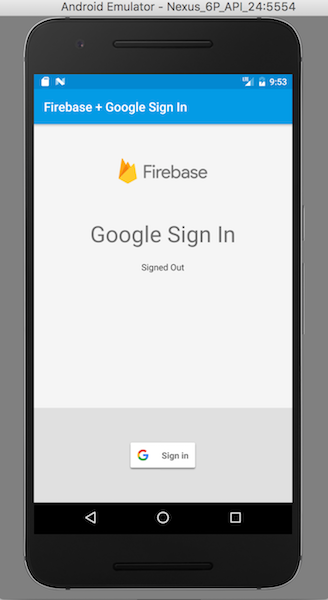 Android Emulator - Nexus_6P_API_24:5554
9:53
Firebase + Google Sign In
Firebase
Google Sign In
Signed Out
G Sign in